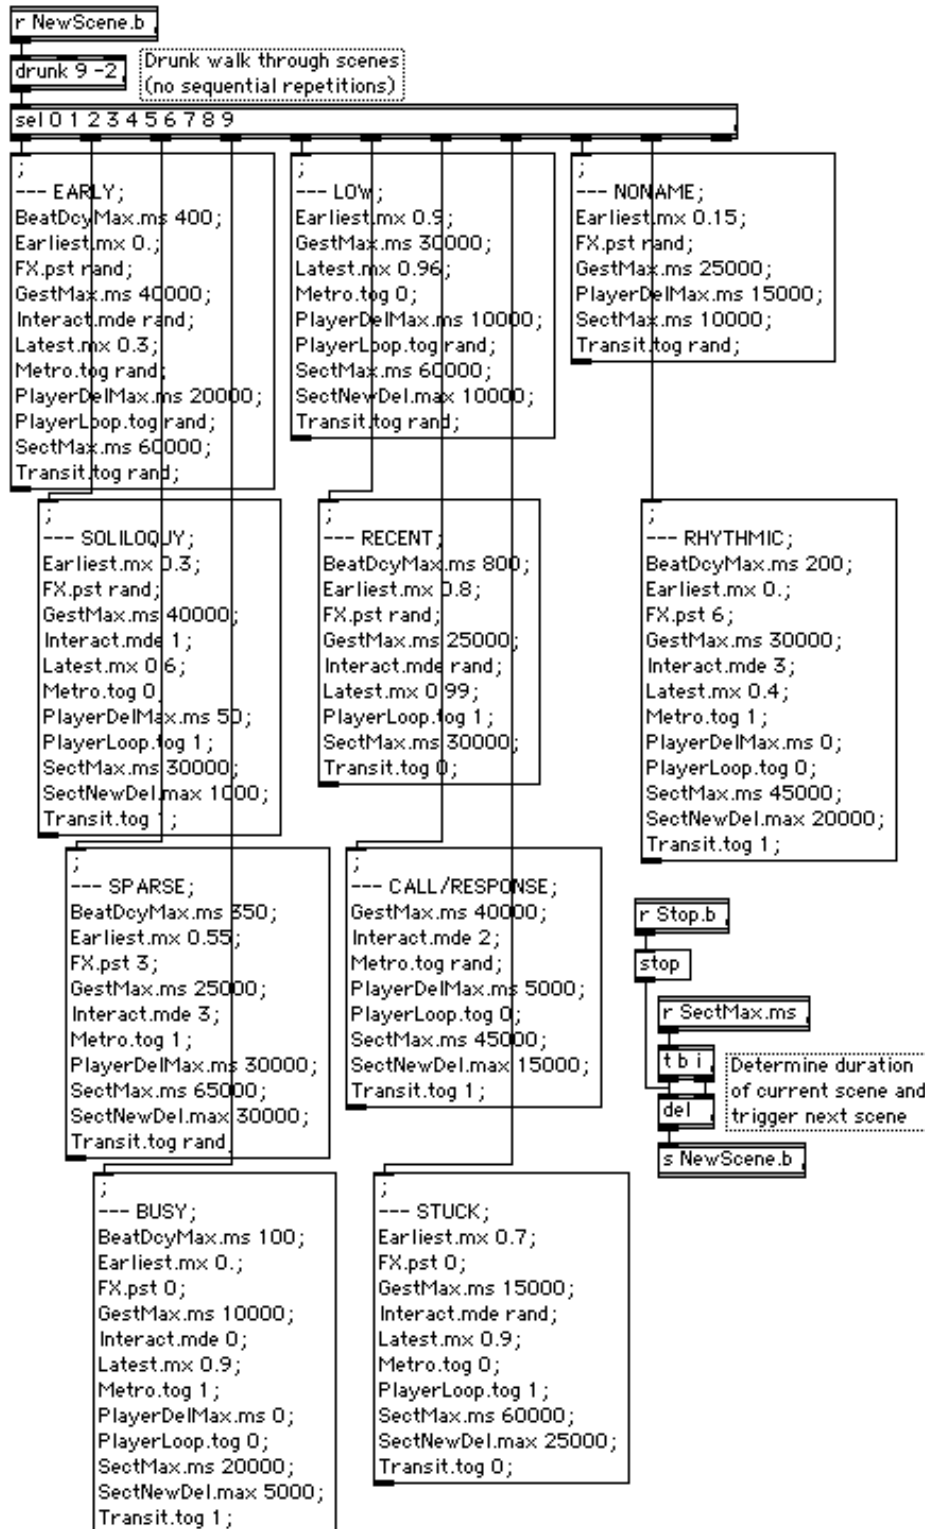 r NewScene.b
drunk 9 -2
Drunk walk through scenes
(no sequential repetitions)
sel 0 1 2 3 4 5 6 7 8 9
;
--- EARLY;
BeatDcyMax.ms 400;
Earliest.mx 0.;
FX.pst rand;
GestMax.ms 40000;
Interact.mde rand;
Latest.mx 0.3;
Metro.tog rand;
PlayerDelMax.ms 20000;
PlayerLoop.tog rand;
SectMax.ms 60000;
Transit.tog rand;
;
--- LOW;
Earliest.mx 0.9;
GestMax.ms 30000;
Latest.mx 0.96;
Metro.tog 0;
PlayerDelMax.ms 10000;
PlayerLoop.tog rand;
SectMax.ms 60000;
SectNewDel.max 10000;
Transit.tog rand;
;
--- NONAME;
Earliest.mx 0.15;
FX.pst rand;
GestMax.ms 25000;
PlayerDelMax.ms 15000;
SectMax.ms 10000;
Transit.tog rand;
;
--- SOLILOQUY;
Earliest.mx 0.3;
FX.pst rand;
GestMax.ms 40000;
Interact.mde 1;
Latest.mx 0.6;
Metro.tog 0;
PlayerDelMax.ms 50;
PlayerLoop.tog 1;
SectMax.ms 30000;
SectNewDel.max 1000;
Transit.tog 1;
;
--- RECENT;
BeatDcyMax.ms 800;
Earliest.mx 0.8;
FX.pst rand;
GestMax.ms 25000;
Interact.mde rand;
Latest.mx 0.99;
PlayerLoop.tog 1;
SectMax.ms 30000;
Transit.tog 0;
;
--- RHYTHMIC;
BeatDcyMax.ms 200;
Earliest.mx 0.;
FX.pst 6;
GestMax.ms 30000;
Interact.mde 3;
Latest.mx 0.4;
Metro.tog 1;
PlayerDelMax.ms 0;
PlayerLoop.tog 0;
SectMax.ms 45000;
SectNewDel.max 20000;
Transit.tog 1;
;
--- SPARSE;
BeatDcyMax.ms 350;
Earliest.mx 0.55;
FX.pst 3;
GestMax.ms 25000;
Interact.mde 3;
Metro.tog 1;
PlayerDelMax.ms 30000;
SectMax.ms 65000;
SectNewDel.max 30000;
Transit.tog rand
;
--- CALL/RESPONSE;
GestMax.ms 40000;
Interact.mde 2;
Metro.tog rand;
PlayerDelMax.ms 5000;
PlayerLoop.tog 0;
SectMax.ms 45000;
SectNewDel.max 15000;
Transit.tog 1;
r Stop.b
stop
r SectMax.ms
t b i
del
s NewScene.b
Determine duration
of current scene and
trigger next scene
;
--- BUSY;
BeatDcyMax.ms 100;
Earliest.mx 0.;
FX.pst 0;
GestMax.ms 10000;
Interact.mde 0;
Latest.mx 0.9;
Metro.tog 1;
PlayerDelMax.ms 0;
PlayerLoop.tog 0;
SectMax.ms 20000;
SectNewDel.max 5000;
Transit.tog 1;
;
--- STUCK;
Earliest.mx 0.7;
FX.pst 0;
GestMax.ms 15000;
Interact.mde rand;
Latest.mx 0.9;
Metro.tog 0;
PlayerLoop.tog 1;
SectMax.ms 60000;
SectNewDel.max 25000;
Transit.tog 0;